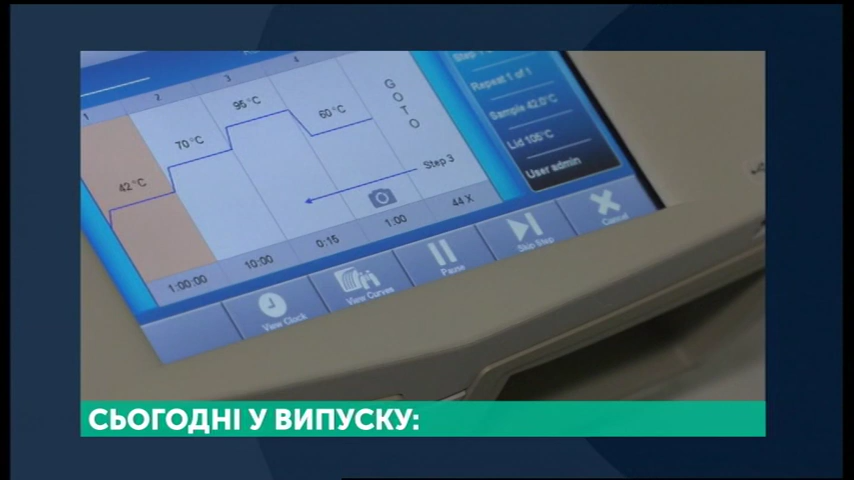 1 2 3 4
42°C
70°C
95°C
60°C
GOTO
Step 3
1:00:00 10:00 0:15 1:00 44 X
Repeat 1 of 1
Sample 42.0°C
Lid 105°C
User admin
View Clock
View Curves
Pause
Skip Step
Cancel
СЬОГОДНІ У ВИПУСКУ: